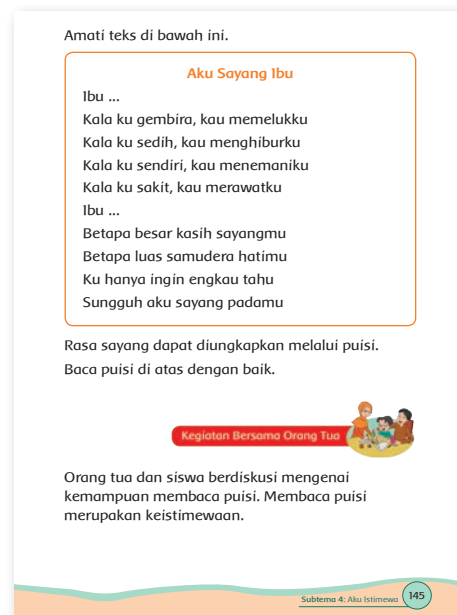 Amati teks di bawah ini.
Aku Sayang Ibu
Ibu ...
Kala ku gembira, kau memelukku
Kala ku sedih, kau menghiburku
Kala ku sendiri, kau menemaniku
Kala ku sakit, kau merawatku
Ibu ...
Betapa besar kasih sayangmu
Betapa luas samudera hatimu
Ku hanya ingin engkau tahu
Sungguh aku sayang padamu
Rasa sayang dapat diungkapkan melalui puisi.
Baca puisi di atas dengan baik.
Kegiatan Bersama Orang Tua
Orang tua dan siswa berdiskusi mengenai
kemampuan membaca puisi. Membaca puisi
merupakan keistimewaan.
Subtema 4: Aku Istimewa 145